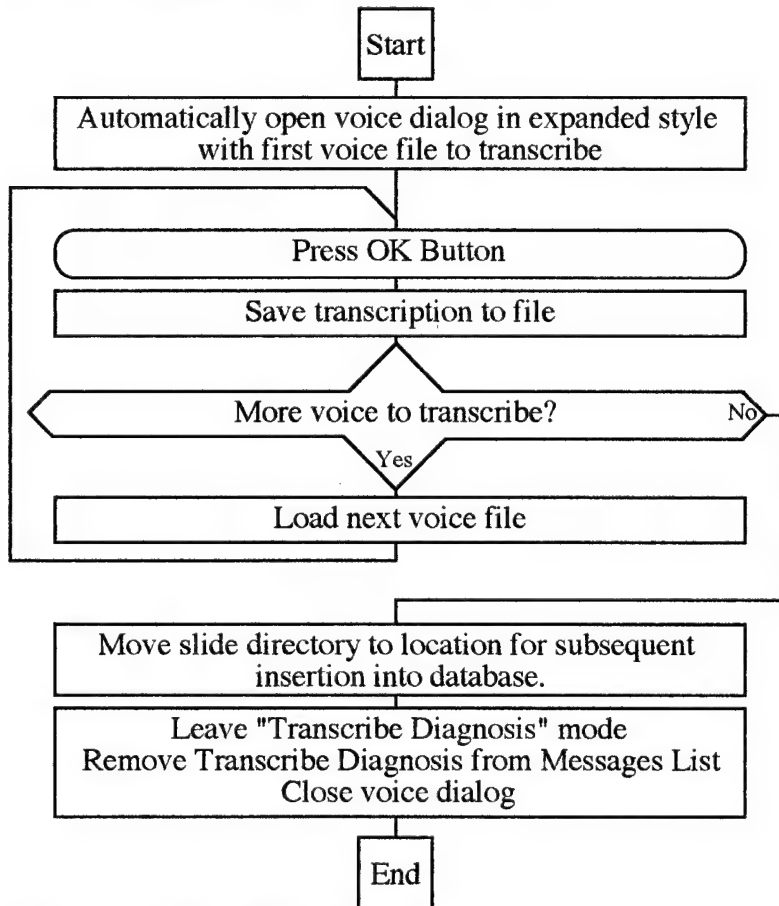 Start
Automatically open voice dialog in expanded style
with first voice file to transcribe
Press OK Button
Save transcription to file
More voice to transcribe?
No
Yes
Load next voice file
Move slide directory to location for subsequent
insertion into database.
Leave "Transcribe Diagnosis" mode
Remove Transcribe Diagnosis from Messages List
Close voice dialog
End